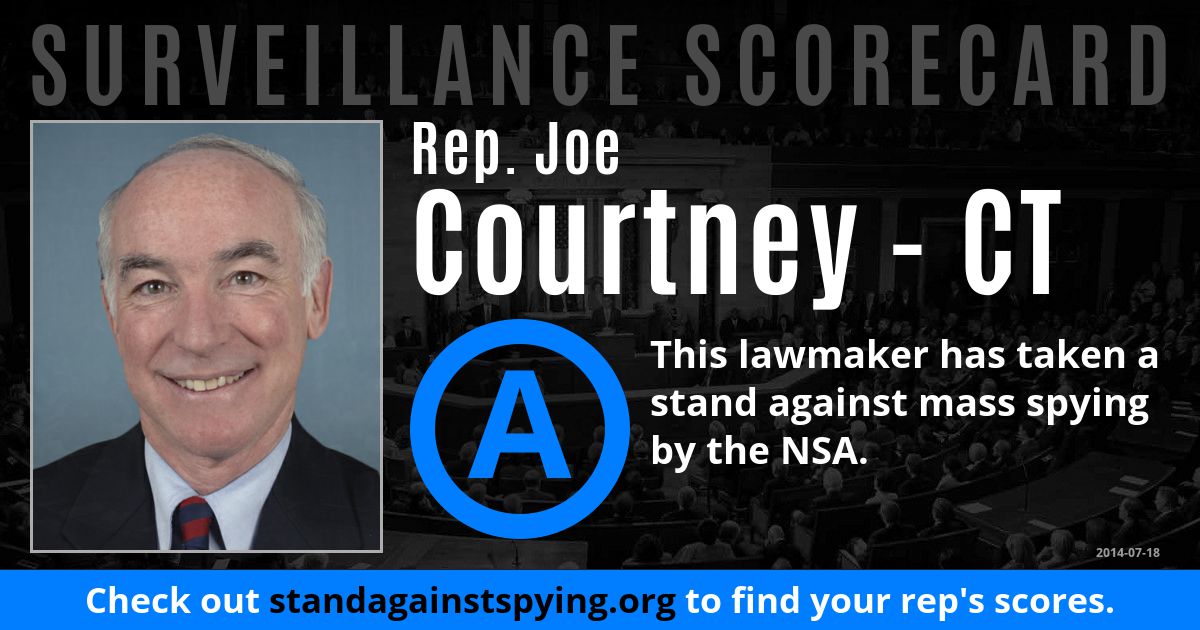 SURVEILLANCE SCORECARD
Rep. Joe
Courtney - CT
A
This lawmaker has taken a
stand against mass spying
by the NSA.
2014-07-18
Check out standagainstspying.org to find your rep's scores.